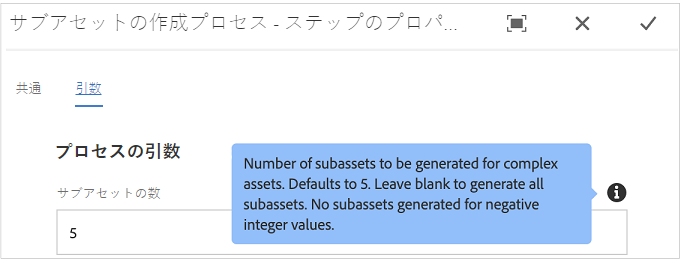 サブアセットの作成プロセス - ステップのプロパ...
共通 引数
プロセスの引数
サブアセットの数
5
Number of subassets to be generated for complex
assets. Defaults to 5. Leave blank to generate all
subassets. No subassets generated for negative
integer values.